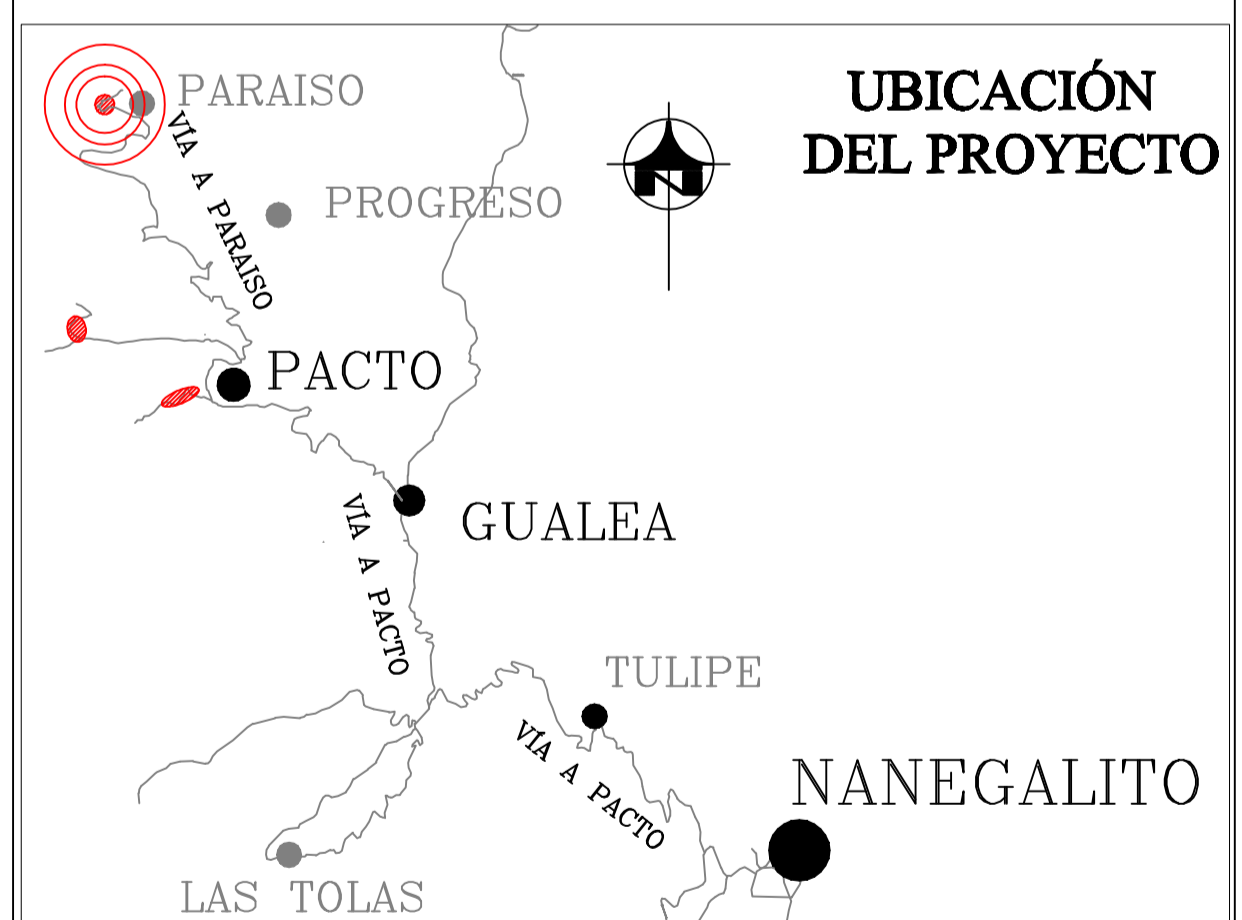 UBICACIÓN
DEL PROYECTO
PARAISO
VÍA A PARAISO
PROGRESO
N
PACTO
GUALEA
VÍA A PACTO
TULIPE
VÍA A PACTO
NANEGALITO
LAS TOLAS